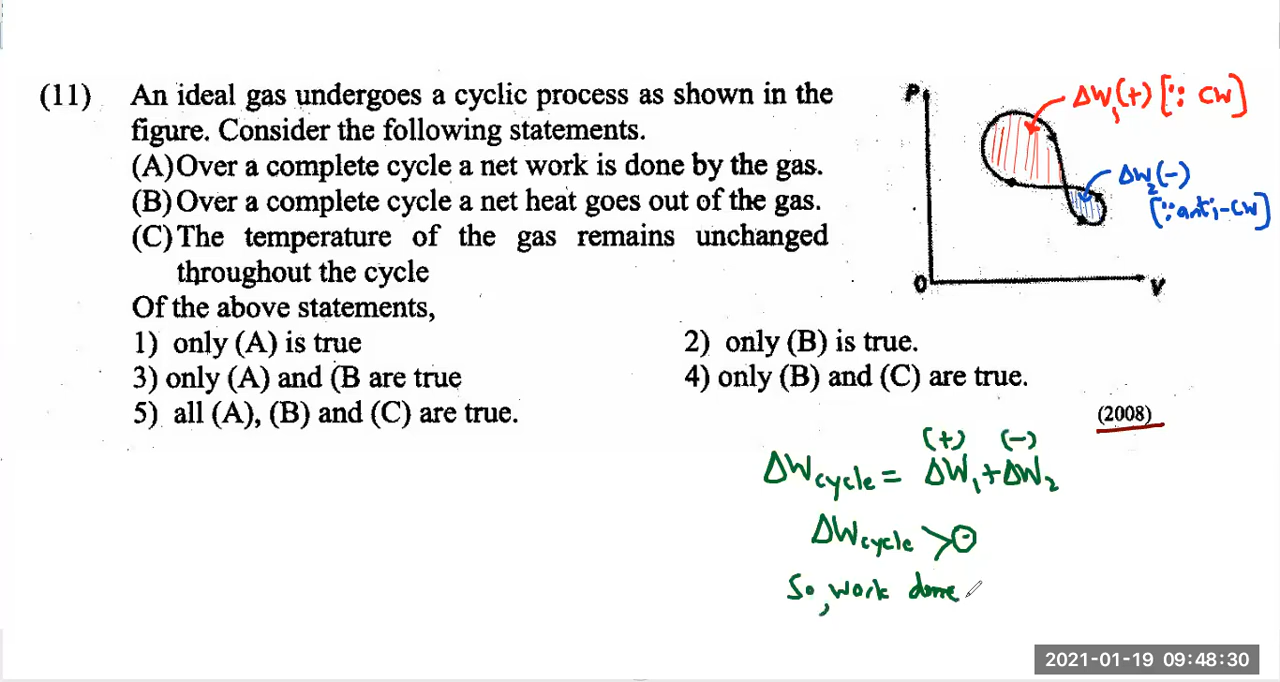 (11) An ideal gas undergoes a cyclic process as shown in the
figure. Consider the following statements.
(A)Over a complete cycle a net work is done by the gas.
(B)Over a complete cycle a net heat goes out of the gas.
(C)The temperature of the gas remains unchanged
throughout the cycle
Of the above statements,
1) only (A) is true
2) only (B) is true.
3) only (A) and (B are true
4) only (B) and (C) are true.
5) all (A), (B) and (C) are true.
(2008)
P
ΔW₁(+) [∵ CW]
ΔW₂(-)
[∵ anti-CW]
O
V
(+) (-)
ΔWcycle = ΔW₁+ΔW₂
ΔWcycle >0
So, work done
2021-01-19 09:48:30